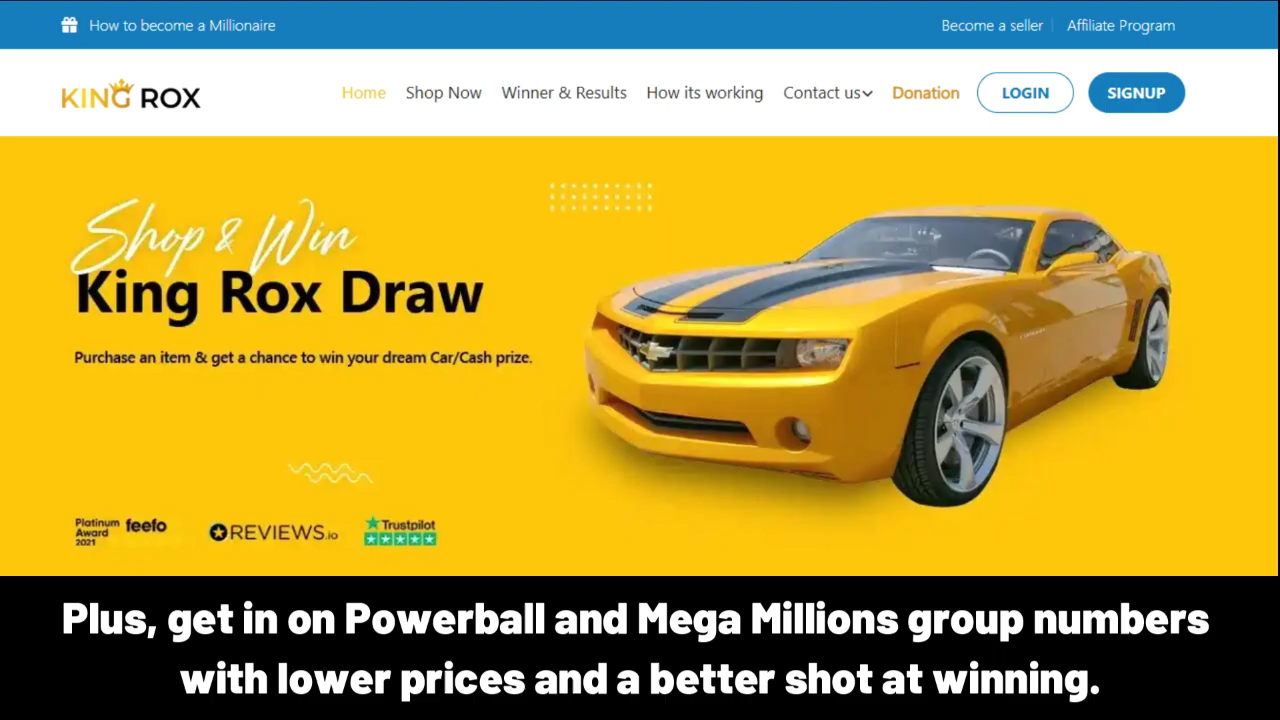 How to become a Millionaire
Become a seller
Affiliate Program
KING ROX
Home
Shop Now
Winner & Results
How its working
Contact us
Donation
LOGIN
SIGNUP
Shop & Win
King Rox Draw
Purchase an item & get a chance to win your dream Car/Cash prize.
Platinum
Award
2021
feefo
REVIEWS.io
Trustpilot
Plus, get in on Powerball and Mega Millions group numbers
with lower prices and a better shot at winning.